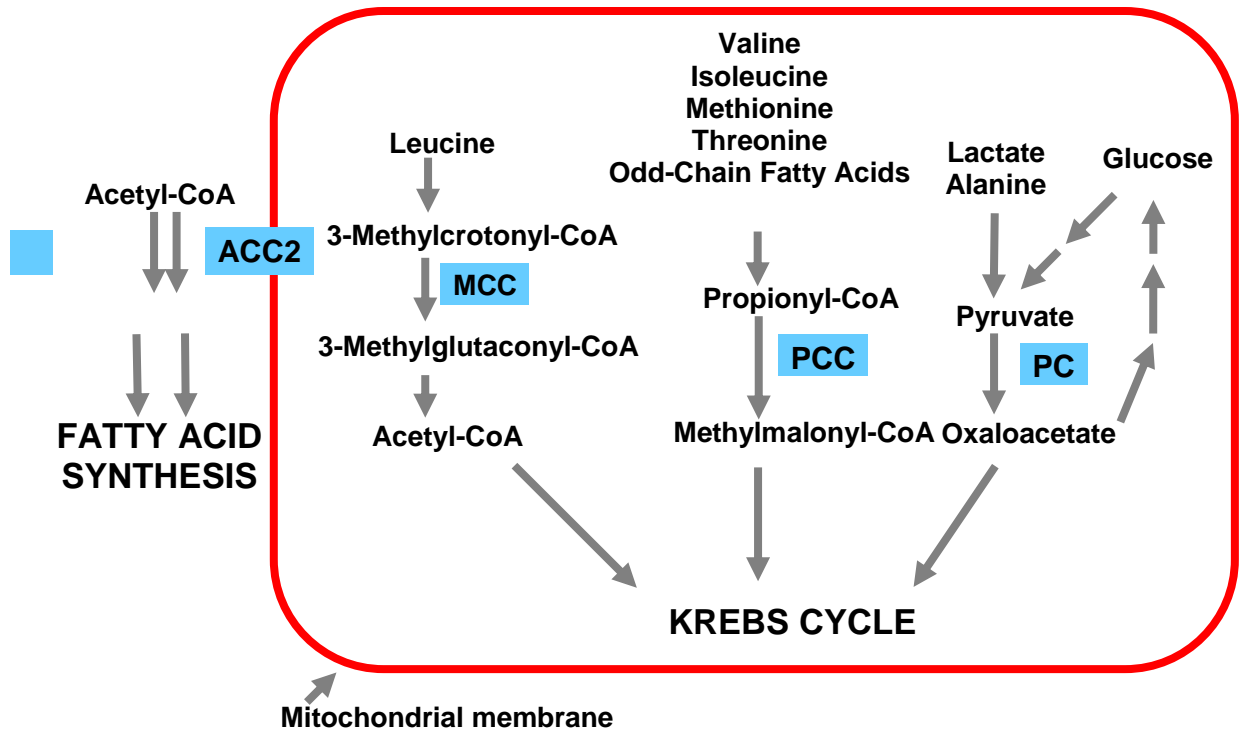 Acetyl-CoA
ACC2
FATTY ACID
SYNTHESIS
Leucine
3-Methylcrotonyl-CoA
MCC
3-Methylglutaconyl-CoA
Acetyl-CoA
Valine
Isoleucine
Methionine
Threonine
Odd-Chain Fatty Acids
Propionyl-CoA
PCC
Methylmalonyl-CoA
Lactate
Alanine
Glucose
Pyruvate
PC
Oxaloacetate
KREBS CYCLE
Mitochondrial membrane